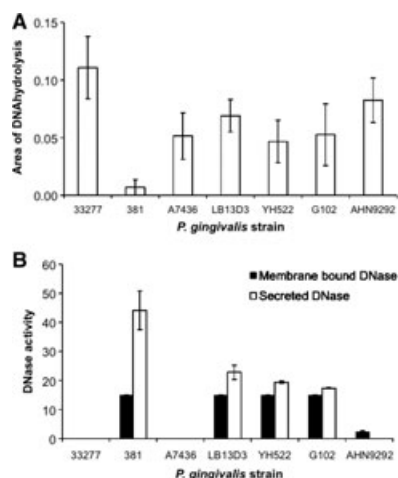 A
Area of DNAhydrolysis
0.15
0.10
0.05
0.00
33277 381 A7436 LB13D3 YH522 G102 AHN9292
P. gingivalis strain
B
Membrane bound DNase
Secreted DNase
DNase activity
60
50
40
30
20
10
0
33277 381 A7436 LB13D3 YH522 G102 AHN9292
P. gingivalis strain